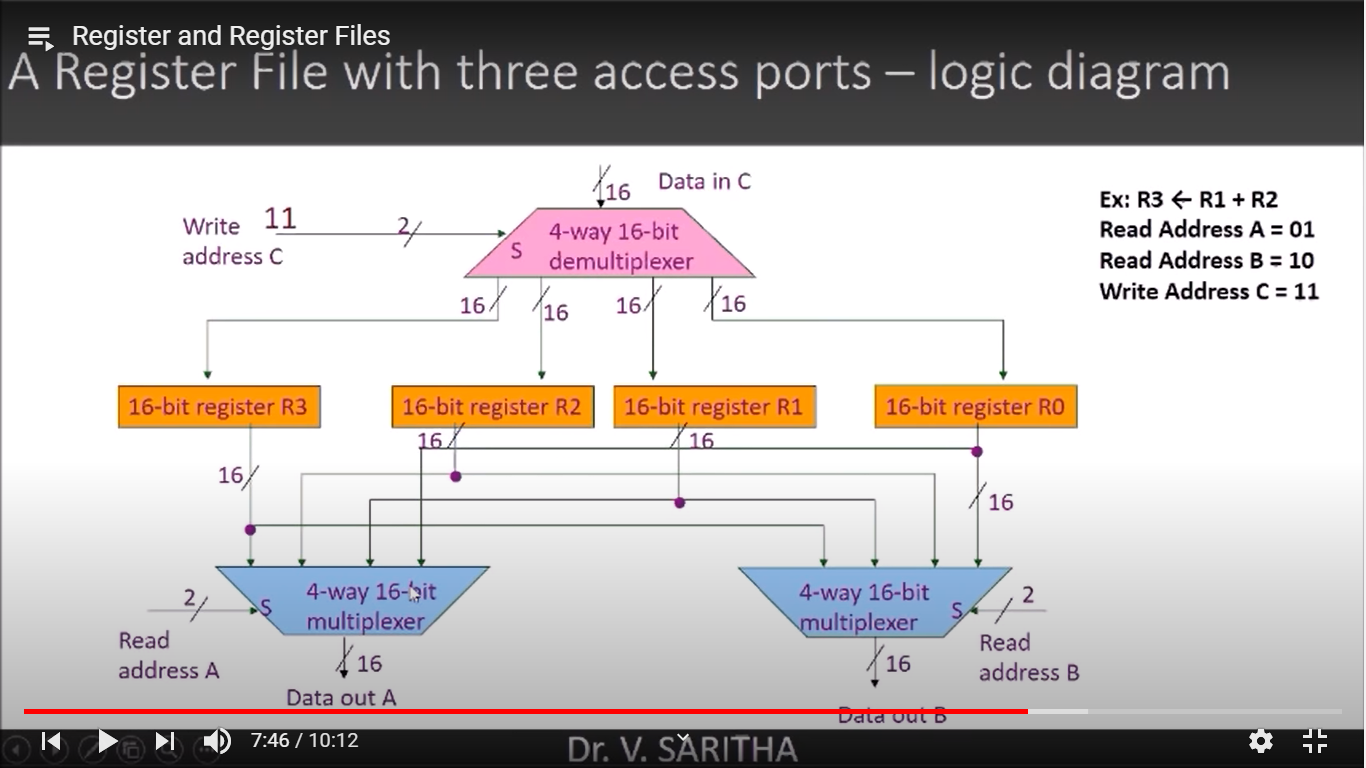 Register and Register Files
A Register File with three access ports – logic diagram
16
Data in C
Ex: R3 ← R1 + R2
Read Address A = 01
Read Address B = 10
Write Address C = 11
Write
address C
11
2
S
4-way 16-bit
demultiplexer
16
16
16
16
16-bit register R3
16-bit register R2
16-bit register R1
16-bit register R0
16
16
16
16
2
S
4-way 16-bit
multiplexer
4-way 16-bit
multiplexer
S
2
Read
address A
16
Data out A
16
Data out B
Read
address B
7:46 / 10:12
Dr. V. SARITHA